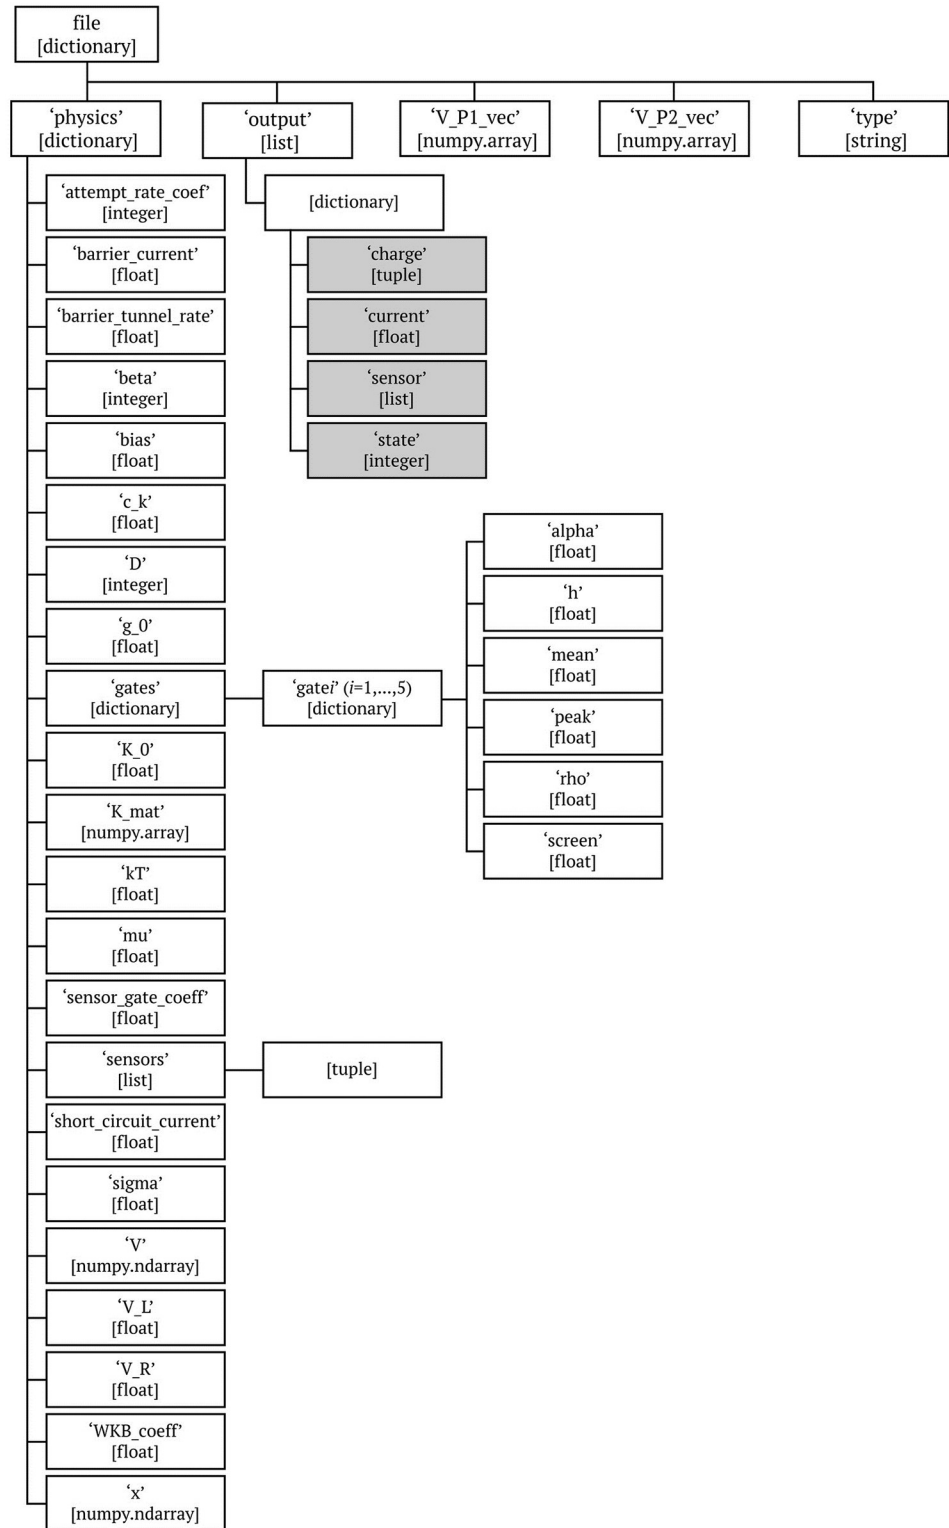 file
[dictionary]
‘physics’
[dictionary]
‘output’
[list]
‘V_P1_vec’
[numpy.array]
‘V_P2_vec’
[numpy.array]
‘type’
[string]
‘attempt_rate_coef’
[integer]
‘barrier_current’
[float]
‘barrier_tunnel_rate’
[float]
‘beta’
[integer]
‘bias’
[float]
‘c_k’
[float]
‘D’
[integer]
‘g_0’
[float]
‘gates’
[dictionary]
‘K_0’
[float]
‘K_mat’
[numpy.array]
‘kT’
[float]
‘mu’
[float]
‘sensor_gate_coeff’
[float]
‘sensors’
[list]
‘short_circuit_current’
[float]
‘sigma’
[float]
‘V’
[numpy.ndarray]
‘V_L’
[float]
‘V_R’
[float]
‘WKB_coeff’
[float]
‘x’
[numpy.ndarray]
[dictionary]
‘charge’
[tuple]
‘current’
[float]
‘sensor’
[list]
‘state’
[integer]
‘gatei’ (i=1,...,5)
[dictionary]
‘alpha’
[float]
‘h’
[float]
‘mean’
[float]
‘peak’
[float]
‘rho’
[float]
‘screen’
[float]
[tuple]